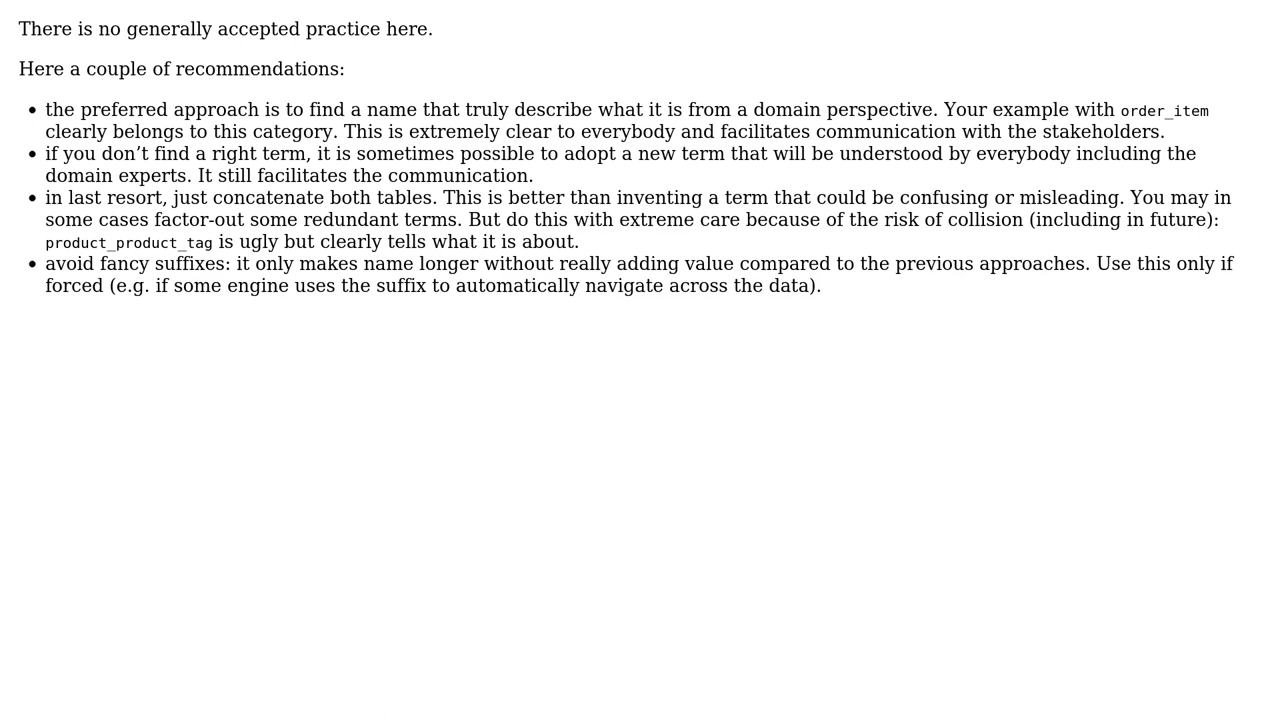 There is no generally accepted practice here.
Here a couple of recommendations:
• the preferred approach is to find a name that truly describe what it is from a domain perspective. Your example with order_item
clearly belongs to this category. This is extremely clear to everybody and facilitates communication with the stakeholders.
• if you don’t find a right term, it is sometimes possible to adopt a new term that will be understood by everybody including the
domain experts. It still facilitates the communication.
• in last resort, just concatenate both tables. This is better than inventing a term that could be confusing or misleading. You may in
some cases factor-out some redundant terms. But do this with extreme care because of the risk of collision (including in future):
product_product_tag is ugly but clearly tells what it is about.
• avoid fancy suffixes: it only makes name longer without really adding value compared to the previous approaches. Use this only if
forced (e.g. if some engine uses the suffix to automatically navigate across the data).